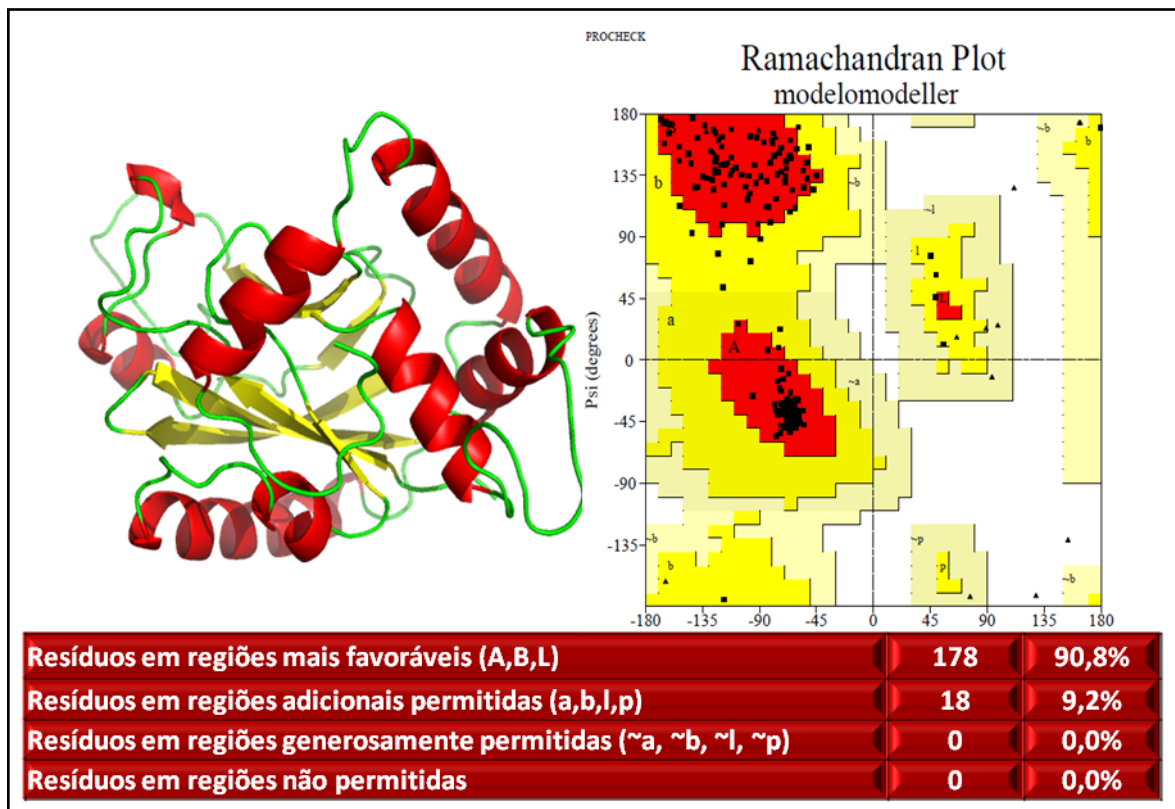 PROCHECK
Ramachandran Plot
modelomodeller
180
135
90
45
0
-45
-90
-135
Psi (degrees)
b
~b
~b
b
~l
l
a
A
~a
~b
b
~p
p
~b
-180 -135 -90 -45 0 45 90 135 180
Resíduos em regiões mais favoráveis (A,B,L) 178 90,8%
Resíduos em regiões adicionais permitidas (a,b,l,p) 18 9,2%
Resíduos em regiões generosamente permitidas (~a, ~b, ~l, ~p) 0 0,0%
Resíduos em regiões não permitidas 0 0,0%